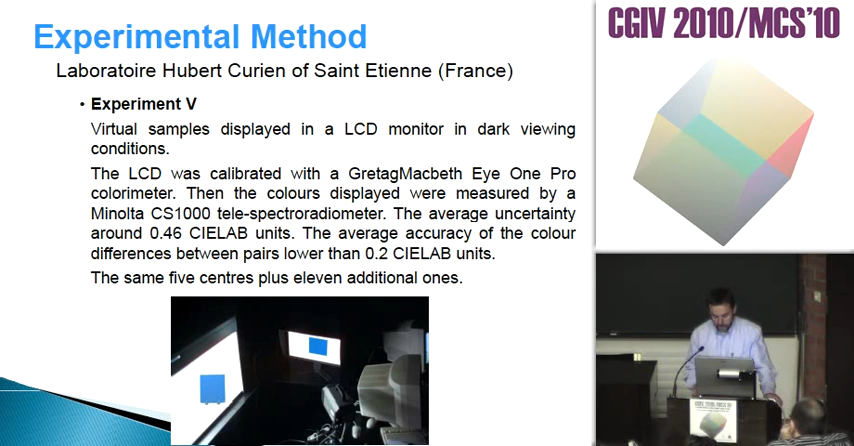 Experimental Method
Laboratoire Hubert Curien of Saint Etienne (France)
• Experiment V
Virtual samples displayed in a LCD monitor in dark viewing
conditions.
The LCD was calibrated with a GretagMacbeth Eye One Pro
colorimeter. Then the colours displayed were measured by a
Minolta CS1000 tele-spectroradiometer. The average uncertainty
around 0.46 CIELAB units. The average accuracy of the colour
differences between pairs lower than 0.2 CIELAB units.
The same five centres plus eleven additional ones.
CGIV 2010/MCS'10
CGIV 2010/MCS'10